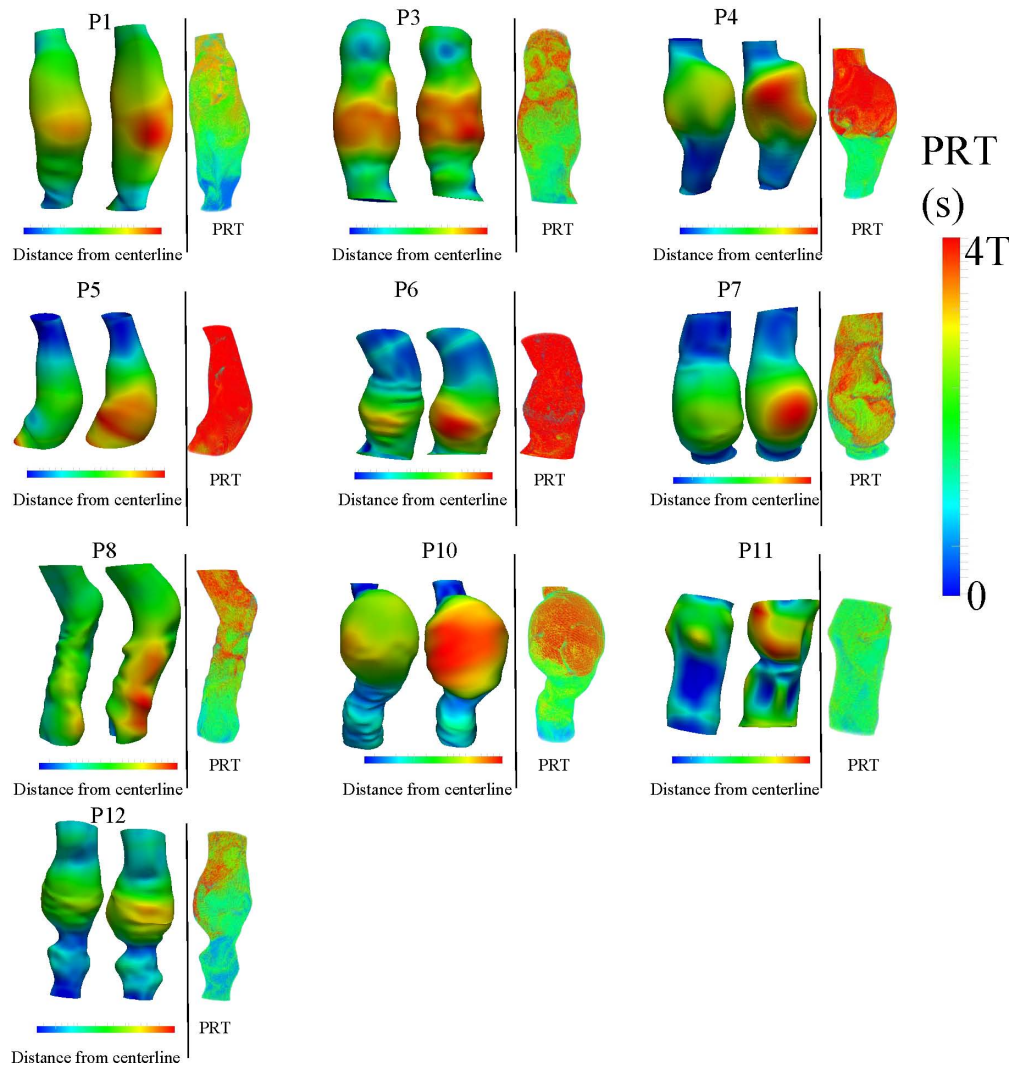 P1
P3
P4
PRT
Distance from centerline
PRT
Distance from centerline
PRT
Distance from centerline
PRT
(s)
4T
0
P5
P6
P7
PRT
Distance from centerline
PRT
Distance from centerline
PRT
Distance from centerline
P8
P10
P11
PRT
Distance from centerline
PRT
Distance from centerline
PRT
Distance from centerline
P12
PRT
Distance from centerline